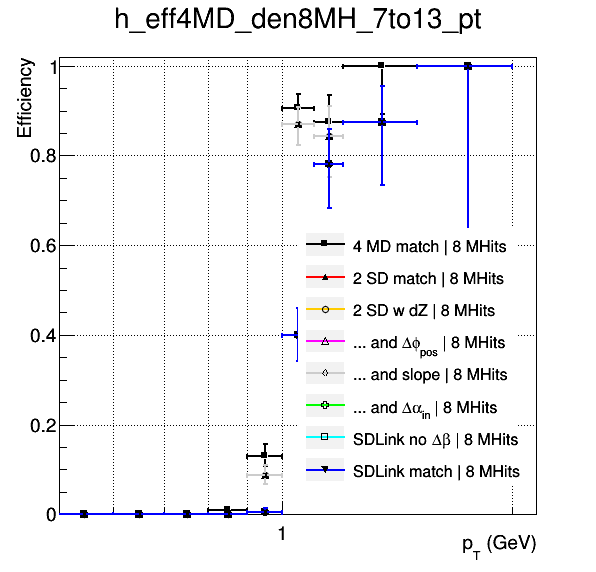 h_eff4MD_den8MH_7to13_pt
Efficiency
1
0.8
0.6
0.4
0.2
0
4 MD match | 8 MHits
2 SD match | 8 MHits
2 SD w dZ | 8 MHits
... and Δϕpos | 8 MHits
... and slope | 8 MHits
... and Δαin | 8 MHits
SDLink no Δβ | 8 MHits
SDLink match | 8 MHits
1
pT (GeV)